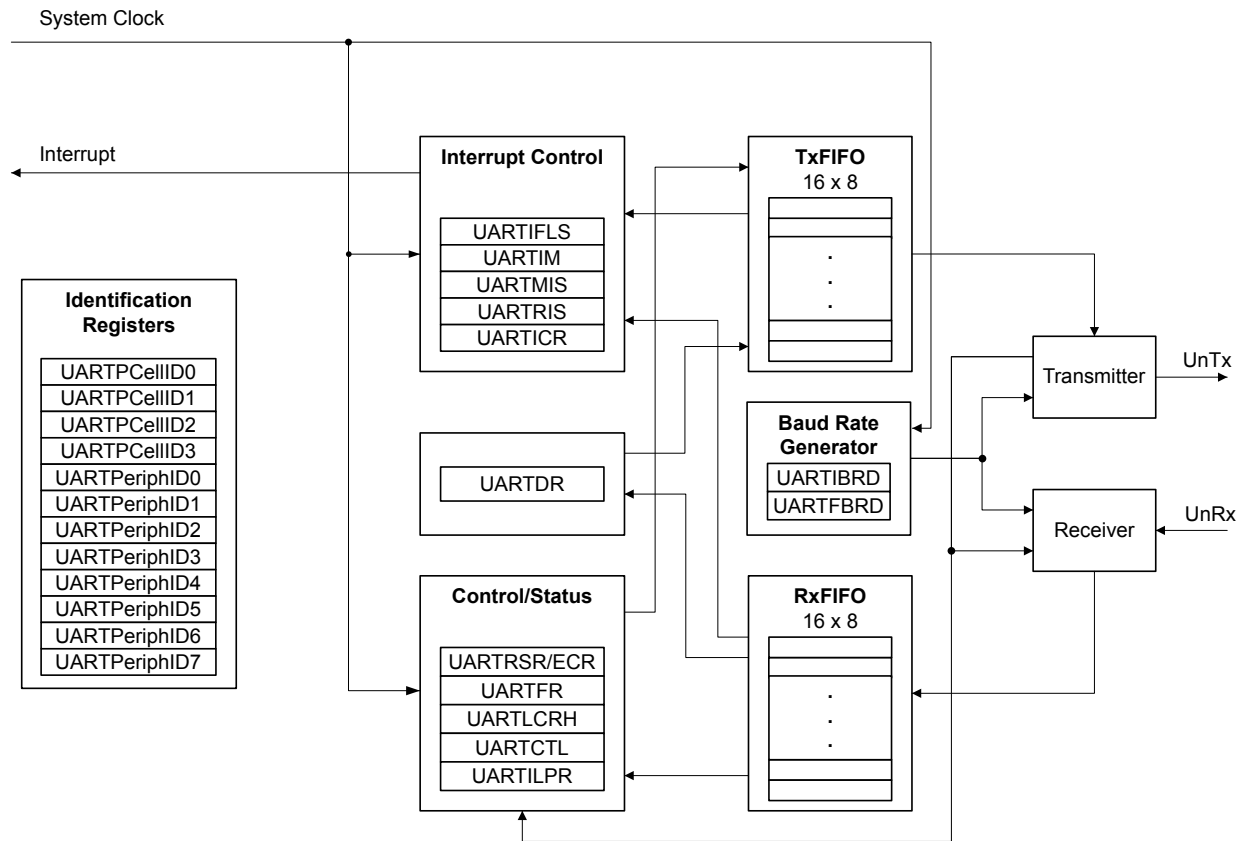 System Clock
Interrupt
Identification
Registers
UARTPCellID0
UARTPCellID1
UARTPCellID2
UARTPCellID3
UARTPeriphID0
UARTPeriphID1
UARTPeriphID2
UARTPeriphID3
UARTPeriphID4
UARTPeriphID5
UARTPeriphID6
UARTPeriphID7
Interrupt Control
UARTIFLS
UARTIM
UARTMIS
UARTRIS
UARTICR
UARTDR
Control/Status
UARTRSR/ECR
UARTFR
UARTLCRH
UARTCTL
UARTILPR
TxFIFO
16 x 8
.
.
.
Baud Rate
Generator
UARTIBRD
UARTFBRD
RxFIFO
16 x 8
.
.
.
Transmitter
UnTx
Receiver
UnRx